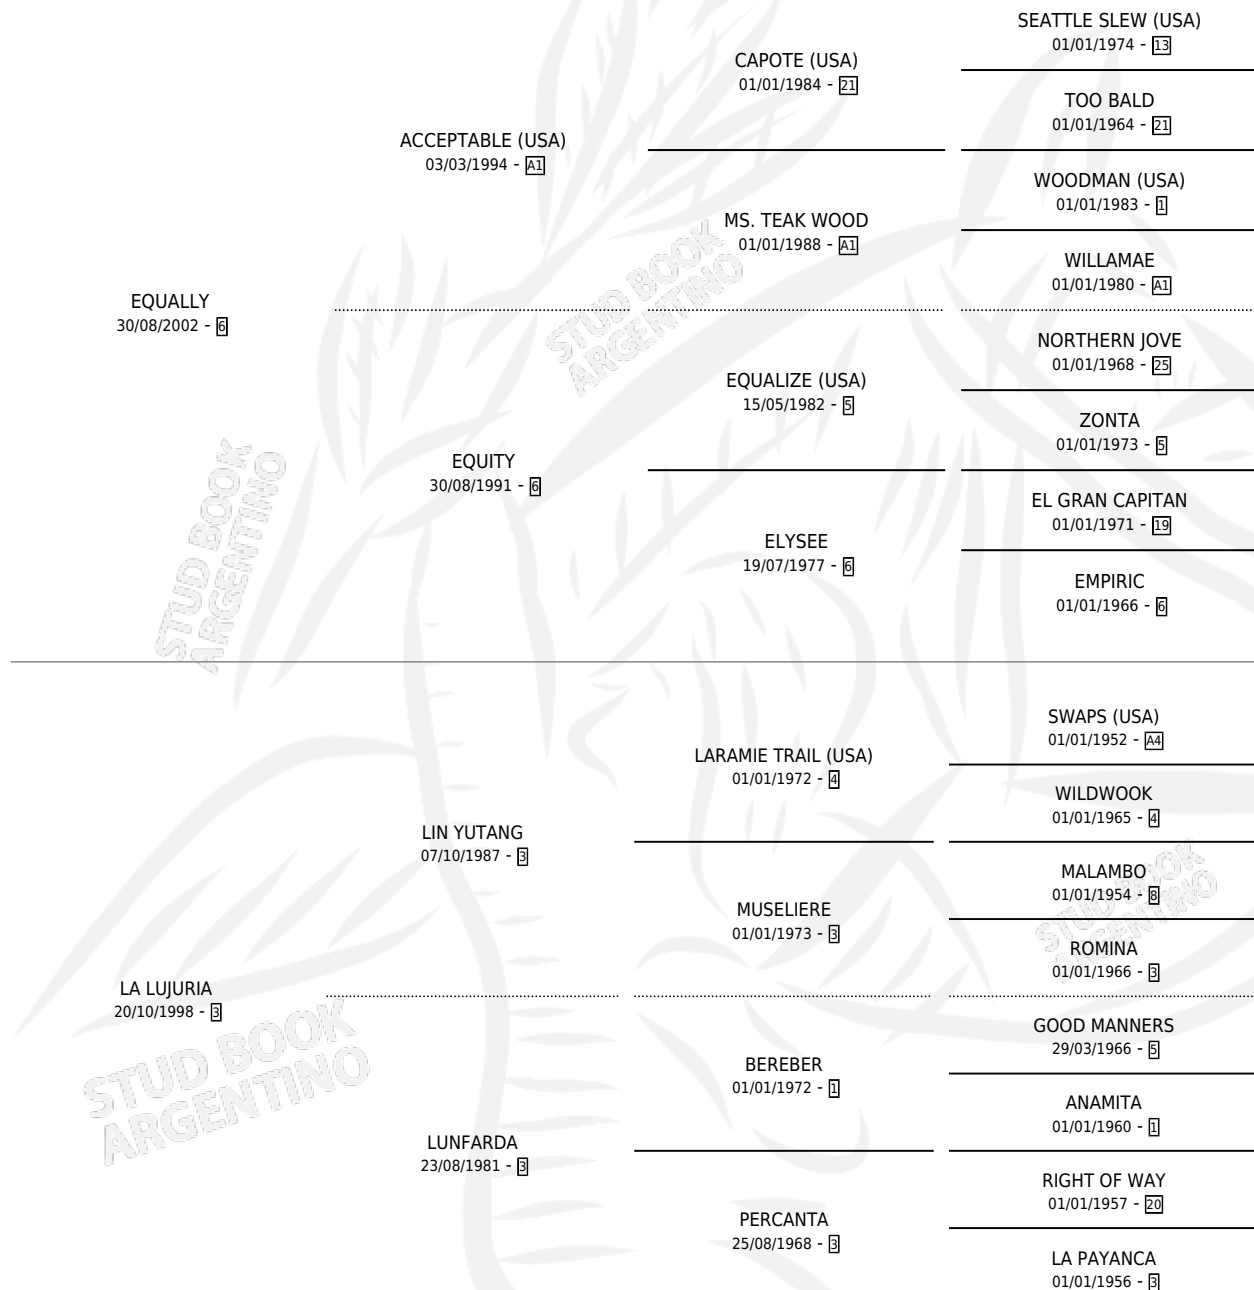 SEATTLE SLEW (USA)
01/01/1974 - 13
CAPOTE (USA)
01/01/1984 - 21
TOO BALD
01/01/1964 - 21
ACCEPTABLE (USA)
03/03/1994 - A1
WOODMAN (USA)
01/01/1983 - 1
MS. TEAK WOOD
01/01/1988 - A1
WILLAMAE
01/01/1980 - A1
EQUALLY
30/08/2002 - 6
NORTHERN JOVE
01/01/1968 - 25
EQUALIZE (USA)
15/05/1982 - 5
ZONTA
01/01/1973 - 5
EQUITY
30/08/1991 - 6
EL GRAN CAPITAN
01/01/1971 - 19
ELYSEE
19/07/1977 - 6
EMPIRIC
01/01/1966 - 6
SWAPS (USA)
01/01/1952 - A4
LARAMIE TRAIL (USA)
01/01/1972 - 4
WILDWOOK
01/01/1965 - 4
LIN YUTANG
07/10/1987 - 3
MALAMBO
01/01/1954 - 8
MUSELIERE
01/01/1973 - 3
ROMINA
01/01/1966 - 3
LA LUJURIA
20/10/1998 - 3
GOOD MANNERS
29/03/1966 - 5
BEREBER
01/01/1972 - 1
ANAMITA
01/01/1960 - 1
LUNFARDA
23/08/1981 - 3
RIGHT OF WAY
01/01/1957 - 20
PERCANTA
25/08/1968 - 3
LA PAYANCA
01/01/1956 - 3
STUD BOOK
ARGENTINO
STUD BOOK
ARGENTINO
STUD BOOK
ARGENTINO
STUD BOOK
ARGENTINO